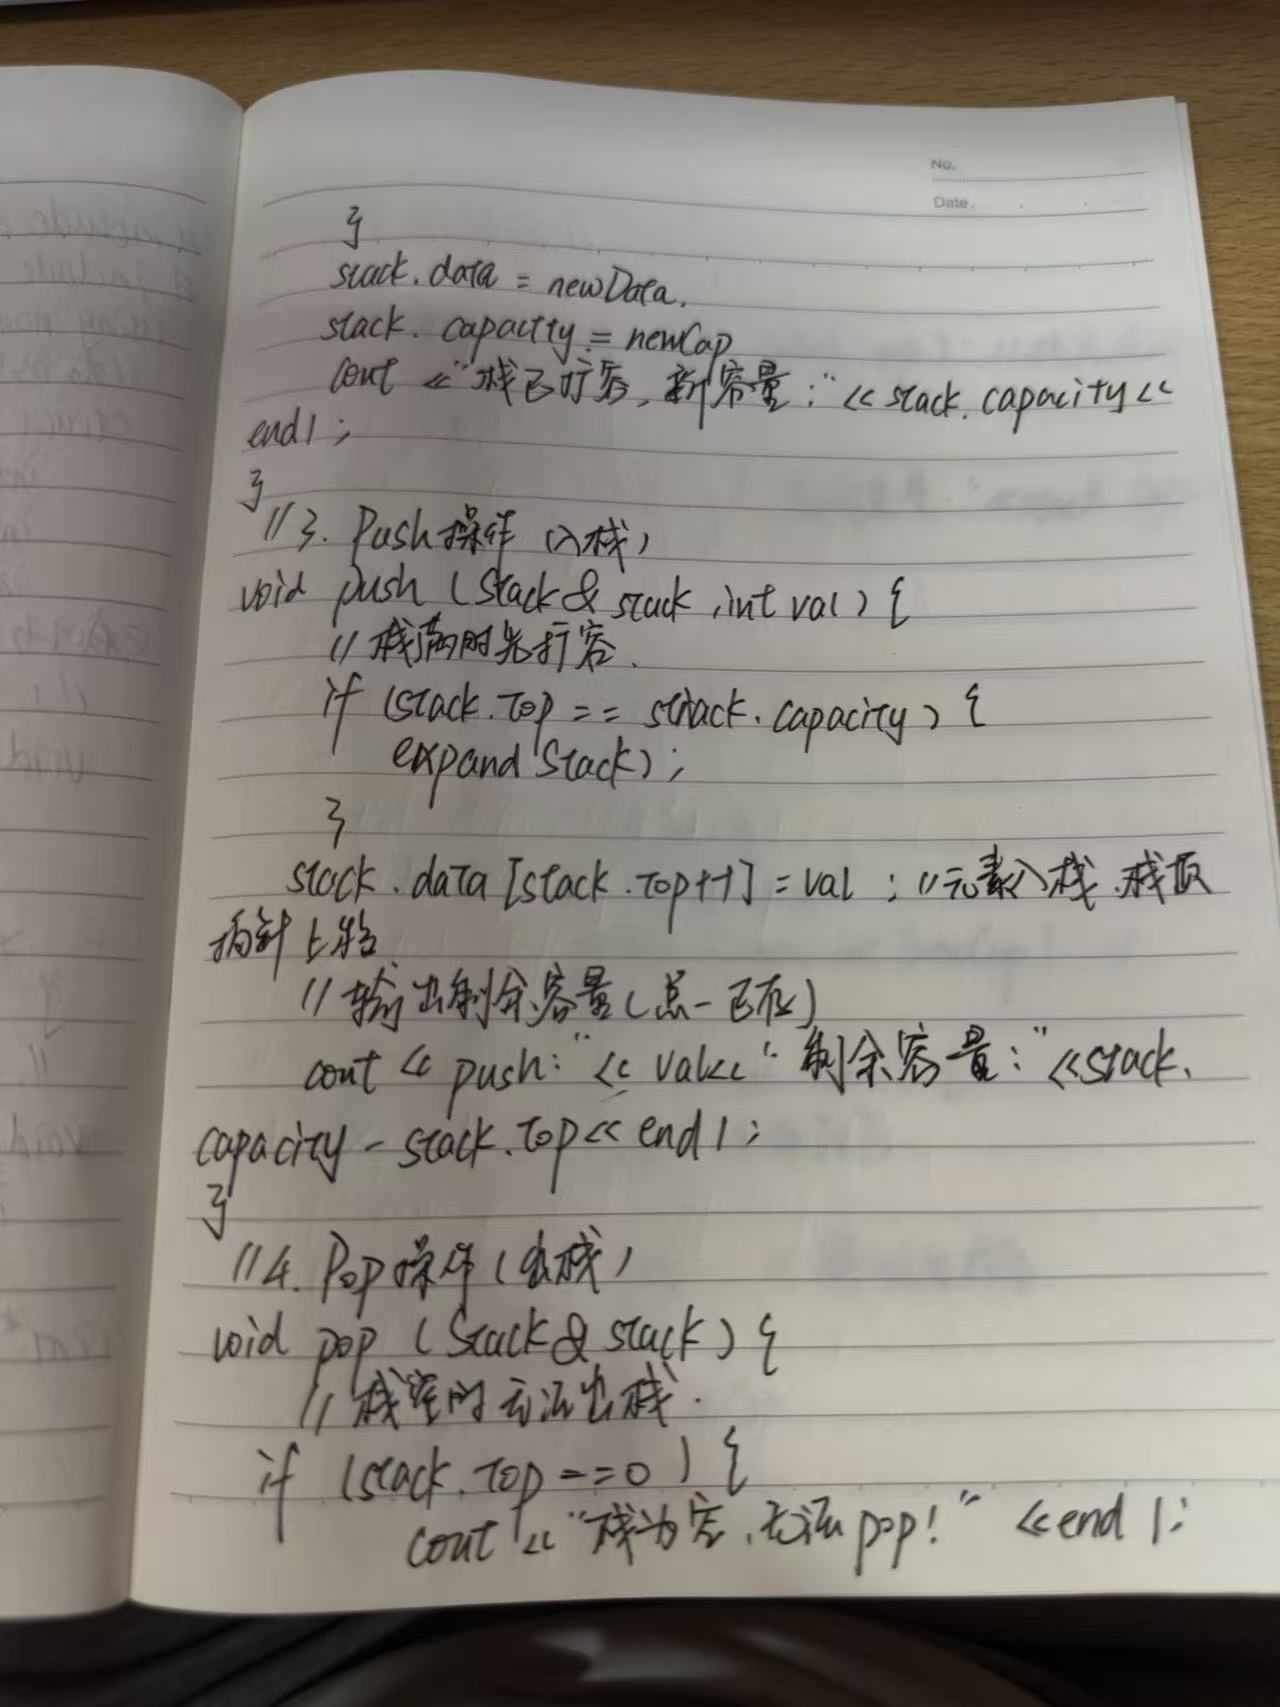 No.
Date.
}
stack.data = newData.
stack.capacity = newCap
cout <<"栈已扩容,新容量:"<<stack.capacity<<
endl;
}
//3. Push操作(入栈)
void push (Stack& stack,int val) {
//栈满时先扩容.
if (stack.top == stack.capacity) {
expand Stack);
}
stack.data[stack.top++] = val ; //元素入栈,栈顶
指针上移
//输出剩余容量(总-已存)
cout << push:"<< val<<" 剩余容量:"<<stack.
capacity-stack.top<< endl;
}
//4. Pop操作(出栈)
void pop (Stack& stack) {
//栈空时无法出栈.
if (stack.top==0) {
cout << "栈为空,无法pop!" <<endl;